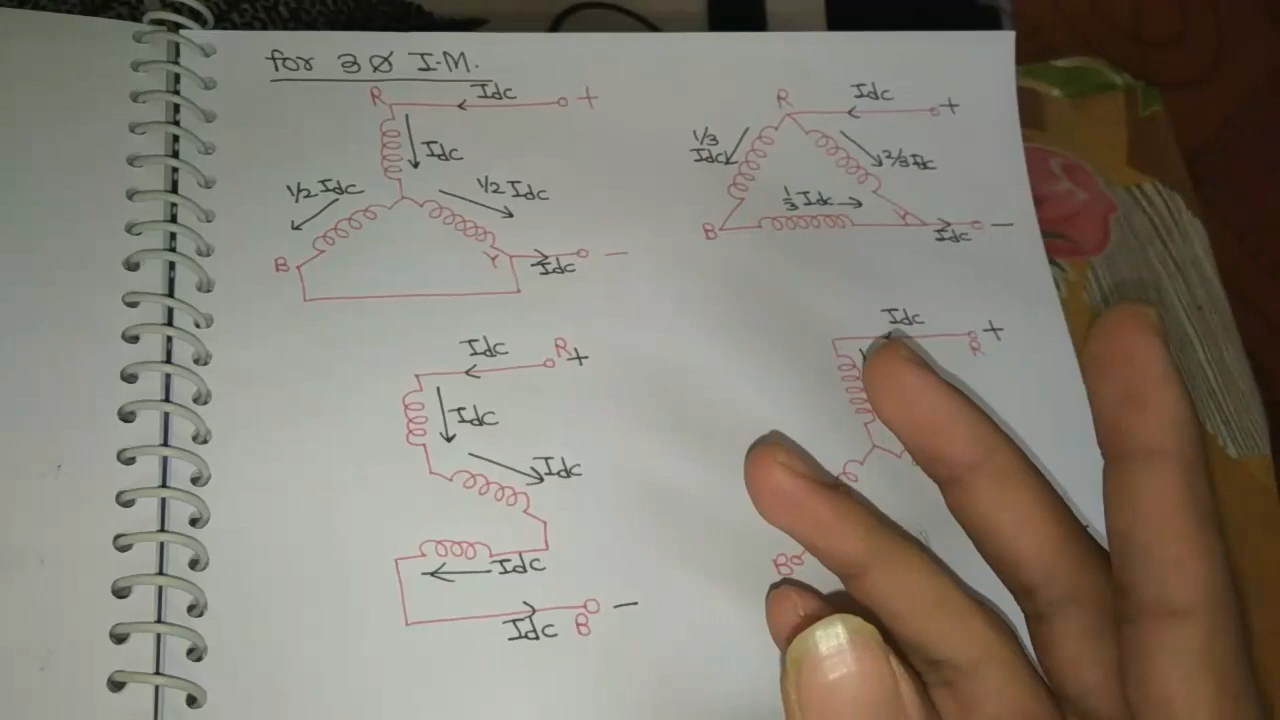 for 3Ø I.M.
R
Idc
+
Idc
1/2 Idc
1/2 Idc
B
Y
Idc
—
R
Idc
+
1/3 Idc
2/3 Idc
1/3 Idc →
B
Y
Idc
—
Idc
R
+
Idc
Idc
Idc
Idc
B
—
Idc
+
R
B